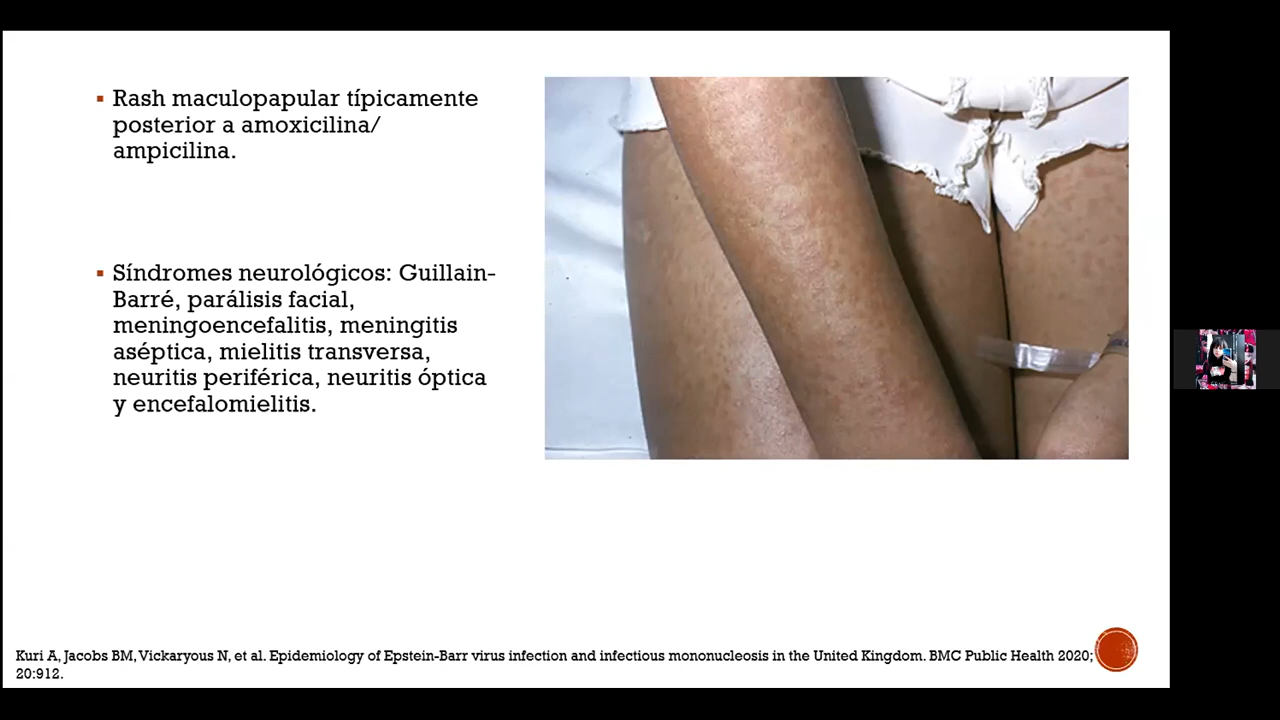 Rash maculopapular típicamente
posterior a amoxicilina/
ampicilina.
Síndromes neurológicos: Guillain-
Barré, parálisis facial,
meningoencefalitis, meningitis
aséptica, mielitis transversa,
neuritis periférica, neuritis óptica
y encefalomielitis.
Kuri A, Jacobs BM, Vickaryous N, et al. Epidemiology of Epstein-Barr virus infection and infectious mononucleosis in the United Kingdom. BMC Public Health 2020;
20:912.